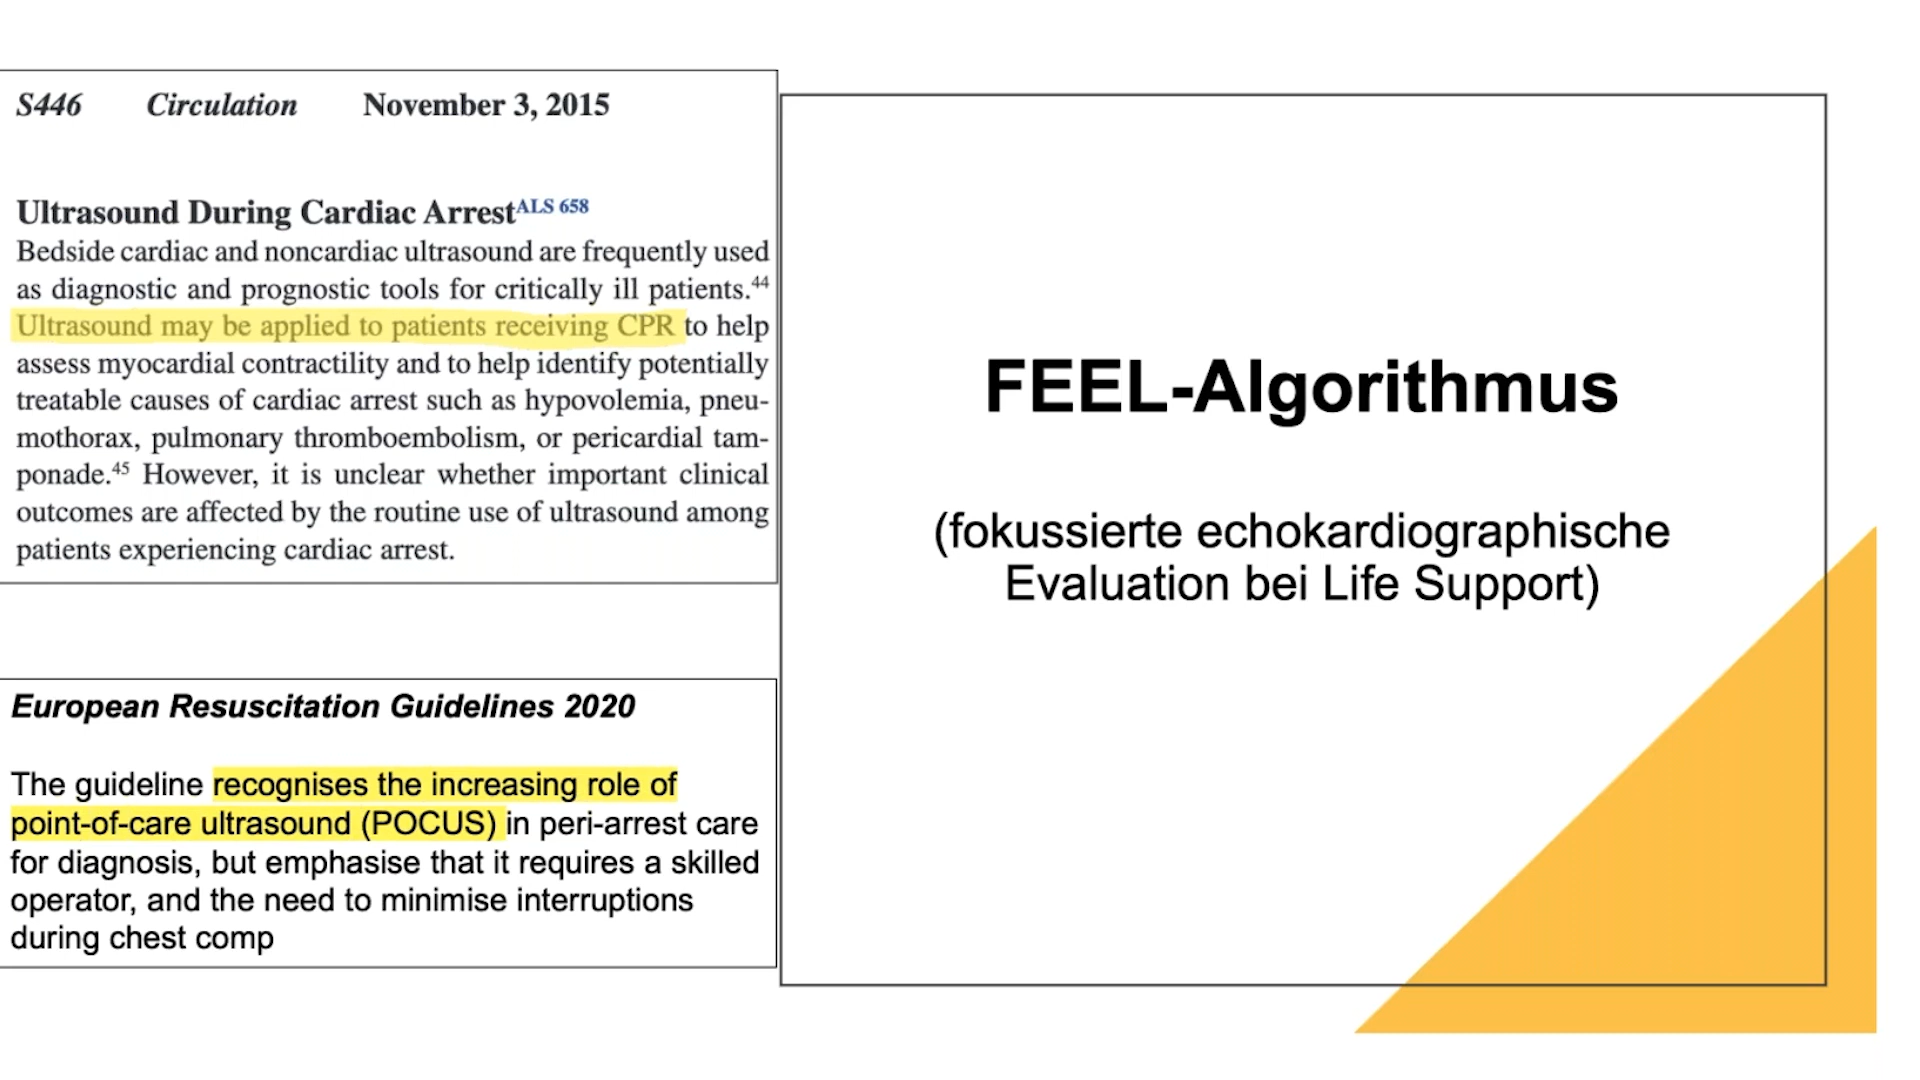 S446 Circulation November 3, 2015
Ultrasound During Cardiac Arrest ALS 658
Bedside cardiac and noncardiac ultrasound are frequently used
as diagnostic and prognostic tools for critically ill patients.44
Ultrasound may be applied to patients receiving CPR to help
assess myocardial contractility and to help identify potentially
treatable causes of cardiac arrest such as hypovolemia, pneu-
mothorax, pulmonary thromboembolism, or pericardial tam-
ponade.45 However, it is unclear whether important clinical
outcomes are affected by the routine use of ultrasound among
patients experiencing cardiac arrest.
European Resuscitation Guidelines 2020
The guideline recognises the increasing role of
point-of-care ultrasound (POCUS) in peri-arrest care
for diagnosis, but emphasise that it requires a skilled
operator, and the need to minimise interruptions
during chest comp
FEEL-Algorithmus
(fokussierte echokardiographische
Evaluation bei Life Support)